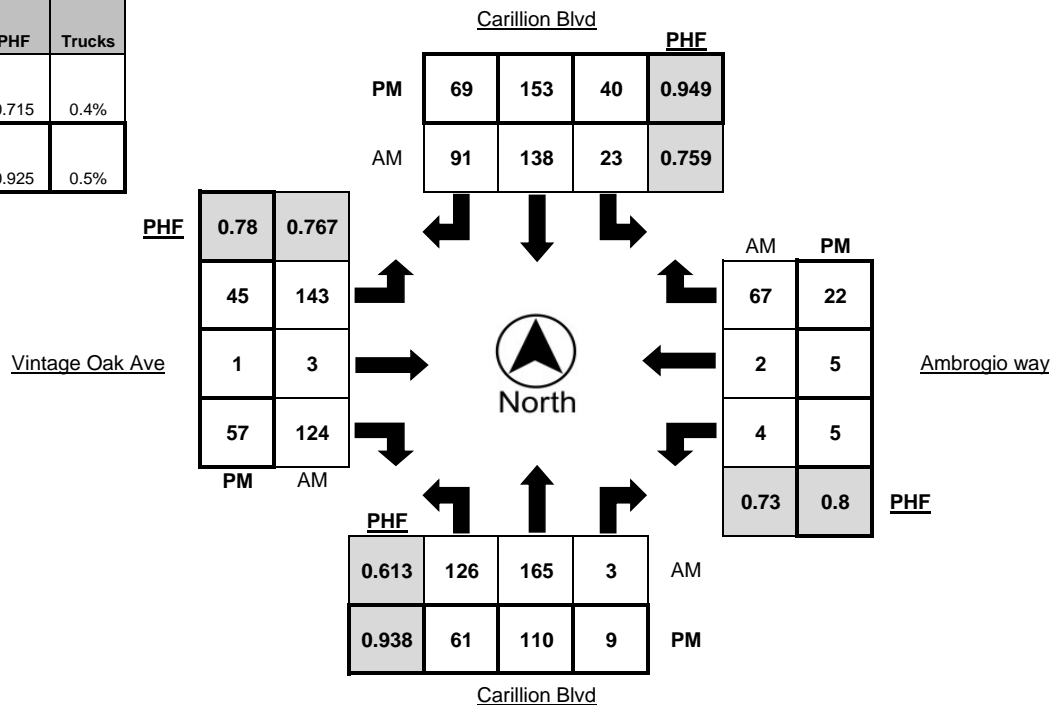 Carillion Blvd
PHF
PHF Trucks
PM 69 153 40 0.949
0.715 0.4%
AM 91 138 23 0.759
0.925 0.5%
PHF 0.78 0.767
AM PM
45 143
67 22
Vintage Oak Ave 1 3
2 5 Ambrogio way
North
57 124
4 5
PM AM
0.73 0.8 PHF
PHF
0.613 126 165 3 AM
0.938 61 110 9 PM
Carillion Blvd